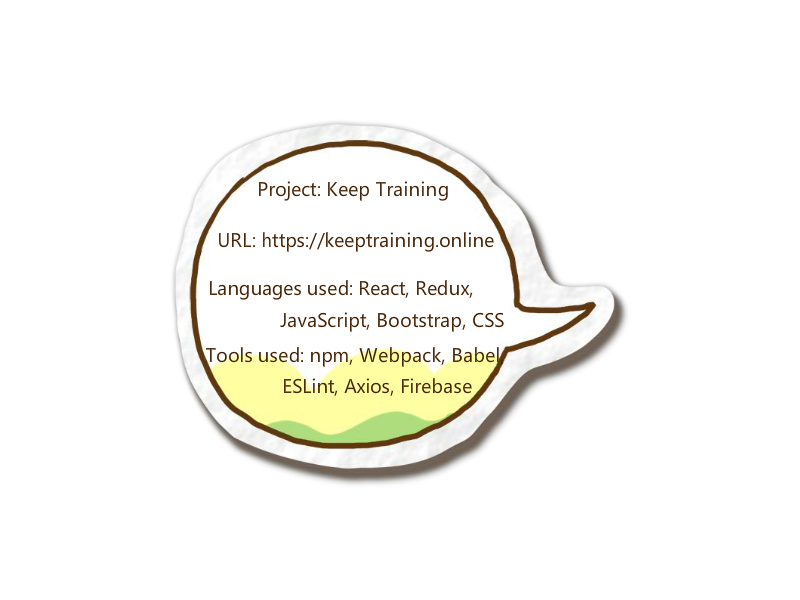 Project: Keep Training
URL: https://keeptraining.online
Languages used: React, Redux,
JavaScript, Bootstrap, CSS
Tools used: npm, Webpack, Babel
ESLint, Axios, Firebase